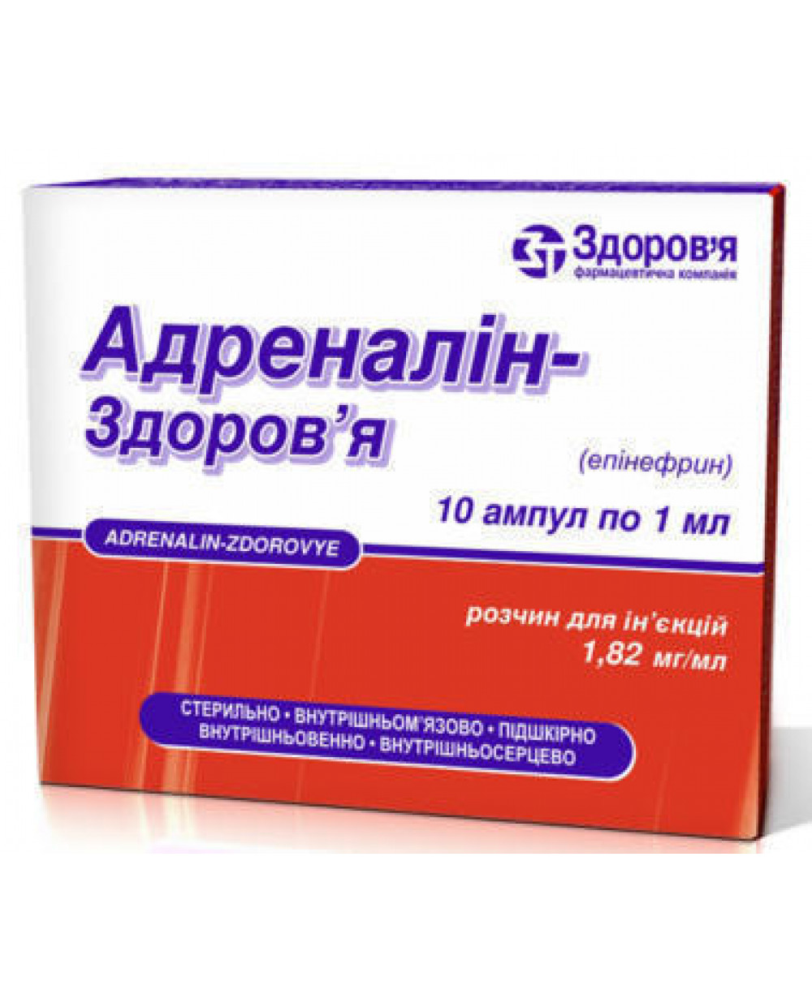 Здоров'я
фармацевтична компанія
Адреналін-
Здоров'я
(епінефрин)
10 ампул по 1 мл
ADRENALIN-ZDOROVYE
розчин для ін'єкцій
1,82 мг/мл
СТЕРИЛЬНО • ВНУТРІШНЬОМ'ЯЗОВО • ПІДШКІРНО
ВНУТРІШНЬОВЕННО • ВНУТРІШНЬОСЕРЦЕВО